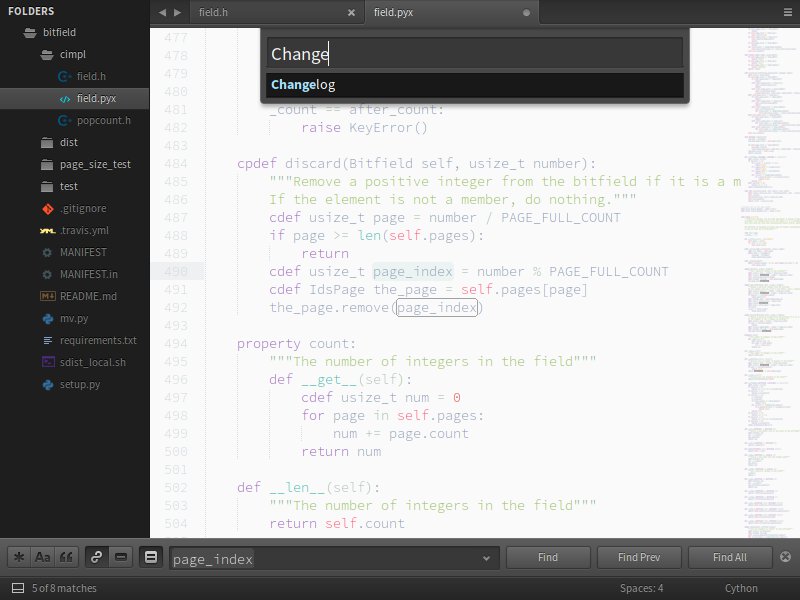 FOLDERS
bitfield
cimpl
field.h
field.pyx
popcount.h
dist
page_size_test
test
.gitignore
.travis.yml
MANIFEST
MANIFEST.in
README.md
mv.py
requirements.txt
sdist_local.sh
setup.py
field.h
field.pyx
Change
Changelog
477
478
479
480
481 _count == after_count:
482 raise KeyError()
483
484 cpdef discard(Bitfield self, usize_t number):
485 """Remove a positive integer from the bitfield if it is a m
486 If the element is not a member, do nothing."""
487 cdef usize_t page = number / PAGE_FULL_COUNT
488 if page >= len(self.pages):
489 return
490 cdef usize_t page_index = number % PAGE_FULL_COUNT
491 cdef IdsPage the_page = self.pages[page]
492 the_page.remove(page_index)
493
494 property count:
495 """The number of integers in the field"""
496 def __get__(self):
497 cdef usize_t num = 0
498 for page in self.pages:
499 num += page.count
500 return num
501
502 def __len__(self):
503 """The number of integers in the field"""
504 return self.count
Aa
page_index
Find
Find Prev
Find All
5 of 8 matches
Spaces: 4
Cython